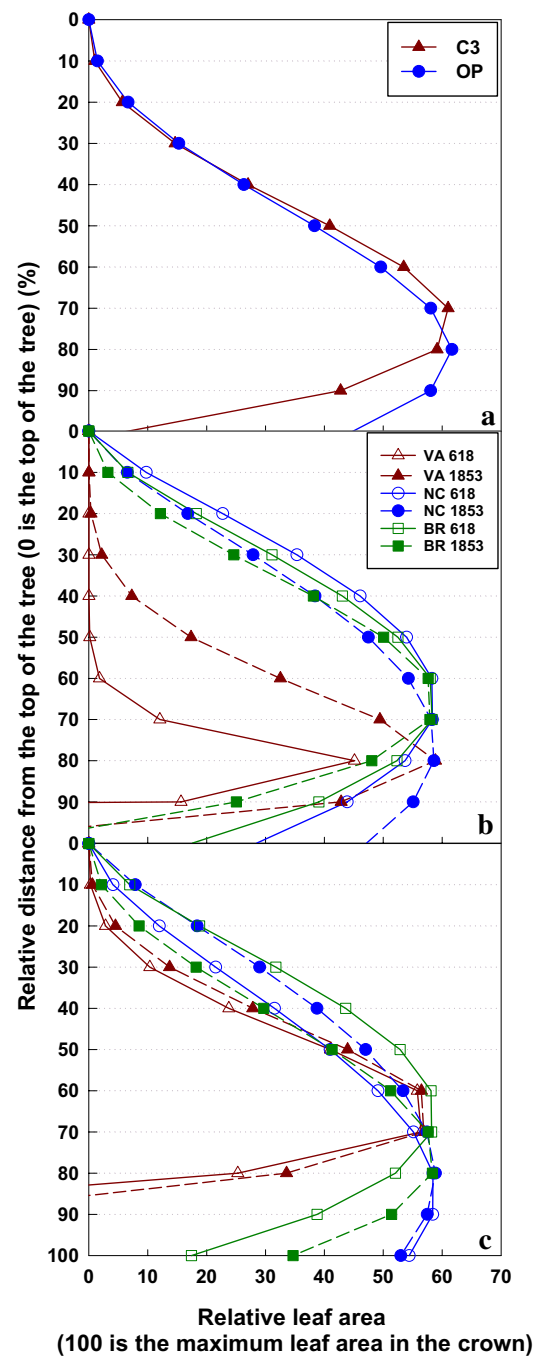 Relative distance from the top of the tree (0 is the top of the tree) (%)
0
10
20
30
40
50
60
70
80
90
C3
OP
a
0
10
20
30
40
50
60
70
80
90
VA 618
VA 1853
NC 618
NC 1853
BR 618
BR 1853
b
0
10
20
30
40
50
60
70
80
90
100
c
0 10 20 30 40 50 60 70
Relative leaf area
(100 is the maximum leaf area in the crown)